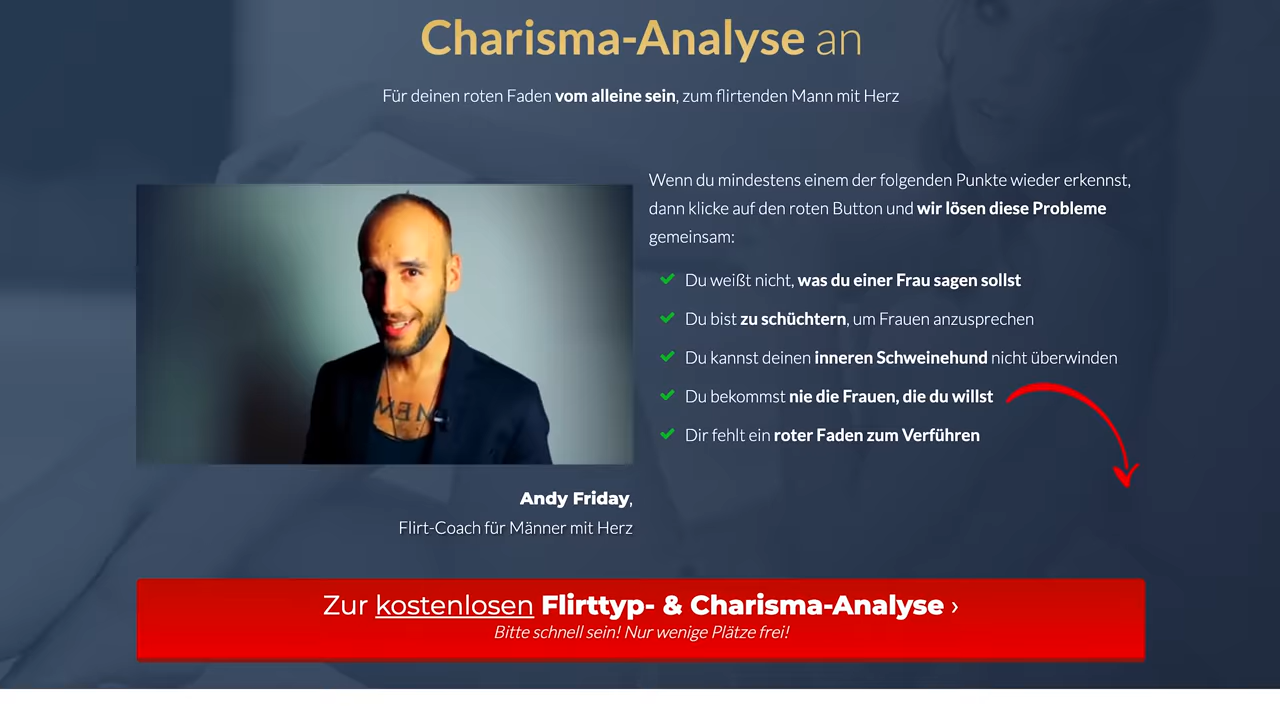 Charisma-Analyse an
Für deinen roten Faden vom alleine sein, zum flirtenden Mann mit Herz
Wenn du mindestens einem der folgenden Punkte wieder erkennst,
dann klicke auf den roten Button und wir lösen diese Probleme
gemeinsam:
Du weißt nicht, was du einer Frau sagen sollst
Du bist zu schüchtern, um Frauen anzusprechen
Du kannst deinen inneren Schweinehund nicht überwinden
Du bekommst nie die Frauen, die du willst
Dir fehlt ein roter Faden zum Verführen
Andy Friday,
Flirt-Coach für Männer mit Herz
Zur kostenlosen Flirttyp- & Charisma-Analyse ›
Bitte schnell sein! Nur wenige Plätze frei!